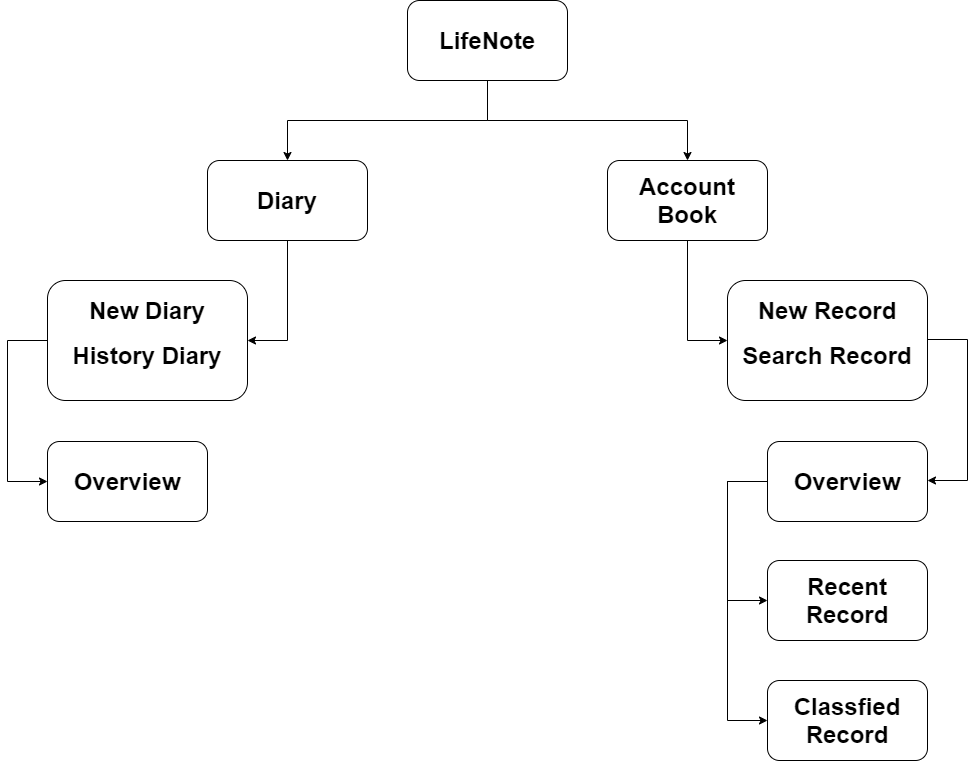 LifeNote
Diary
Account
Book
New Diary
History Diary
New Record
Search Record
Overview
Overview
Recent
Record
Classfied
Record